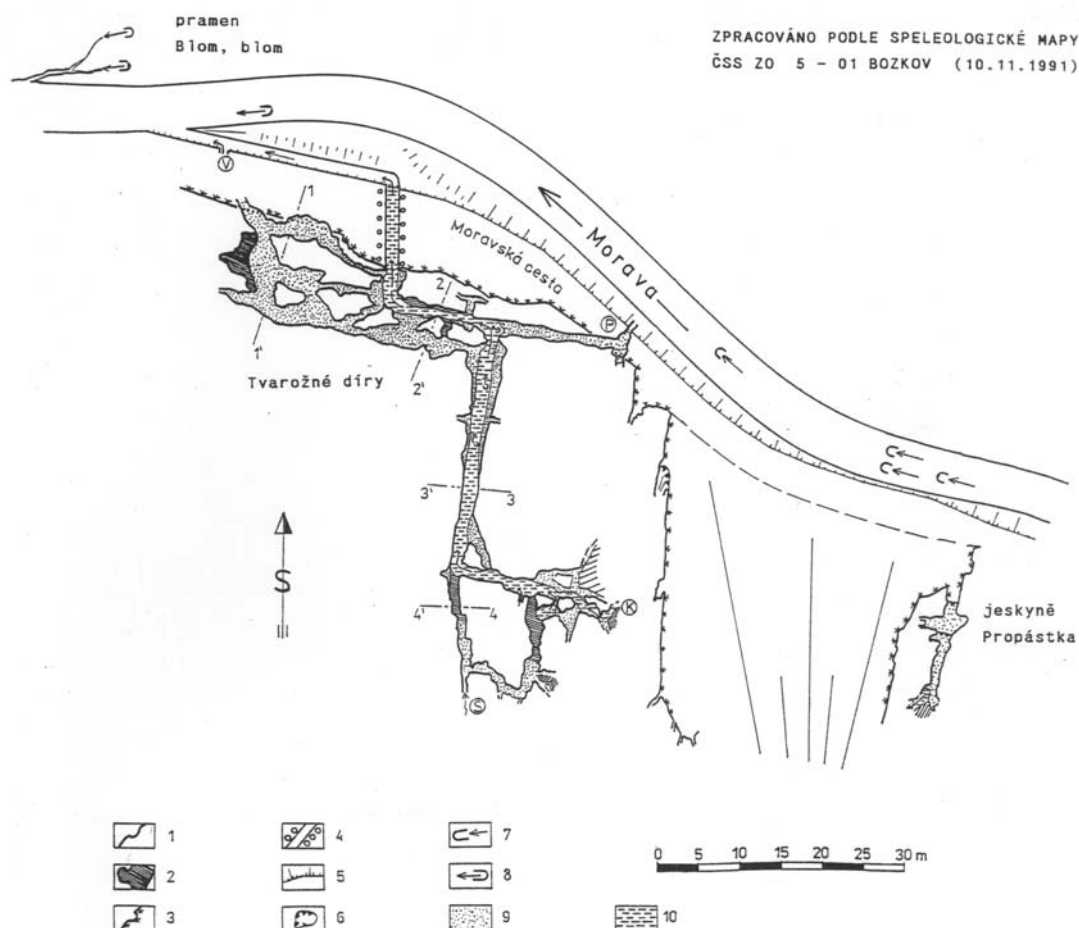 pramen
Blom, blom
ZPRACOVÁNO PODLE SPELEOLOGICKÉ MAPY
ČSS ZO 5 - 01 BOZKOV (10.11.1991)
V
1
Moravská cesta
Morava
2
P
1'
2'
Tvarožné díry
3'
3
S
K
4'
4
jeskyně
Propástka
S
1
4
7
0 5 10 15 20 25 30 m
2
5
8
3
6
9
10